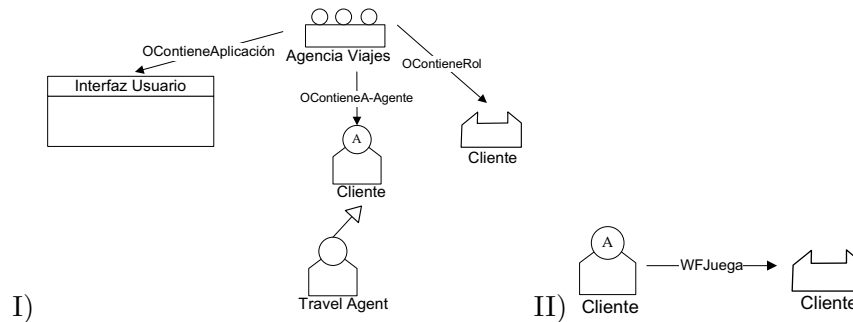 OContieneAplicación
Agencia Viajes
OContieneRol
Interfaz Usuario
OContieneA-Agente
A
Cliente
Cliente
Travel Agent
I)
A
WFJuega
Cliente
Cliente
II)